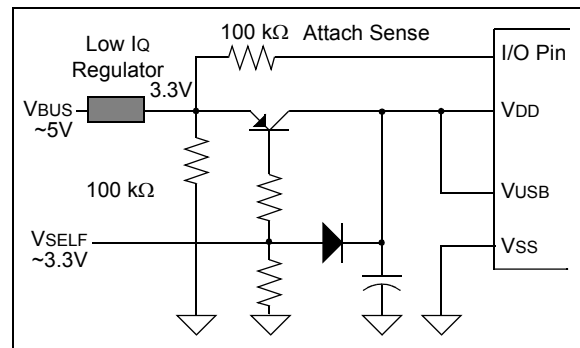 100 kΩ Attach Sense
Low IQ
Regulator
3.3V
I/O Pin
VBUS
~5V
VDD
100 kΩ
VUSB
VSELF
~3.3V
VSS